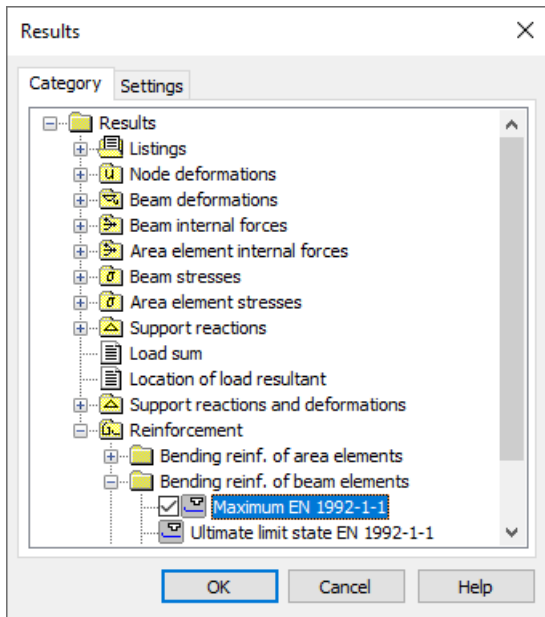 Results
Category Settings
Results
Listings
Node deformations
Beam deformations
Beam internal forces
Area element internal forces
Beam stresses
Area element stresses
Support reactions
Load sum
Location of load resultant
Support reactions and deformations
Reinforcement
Bending reinf. of area elements
Bending reinf. of beam elements
Maximum EN 1992-1-1
Ultimate limit state EN 1992-1-1
OK Cancel Help